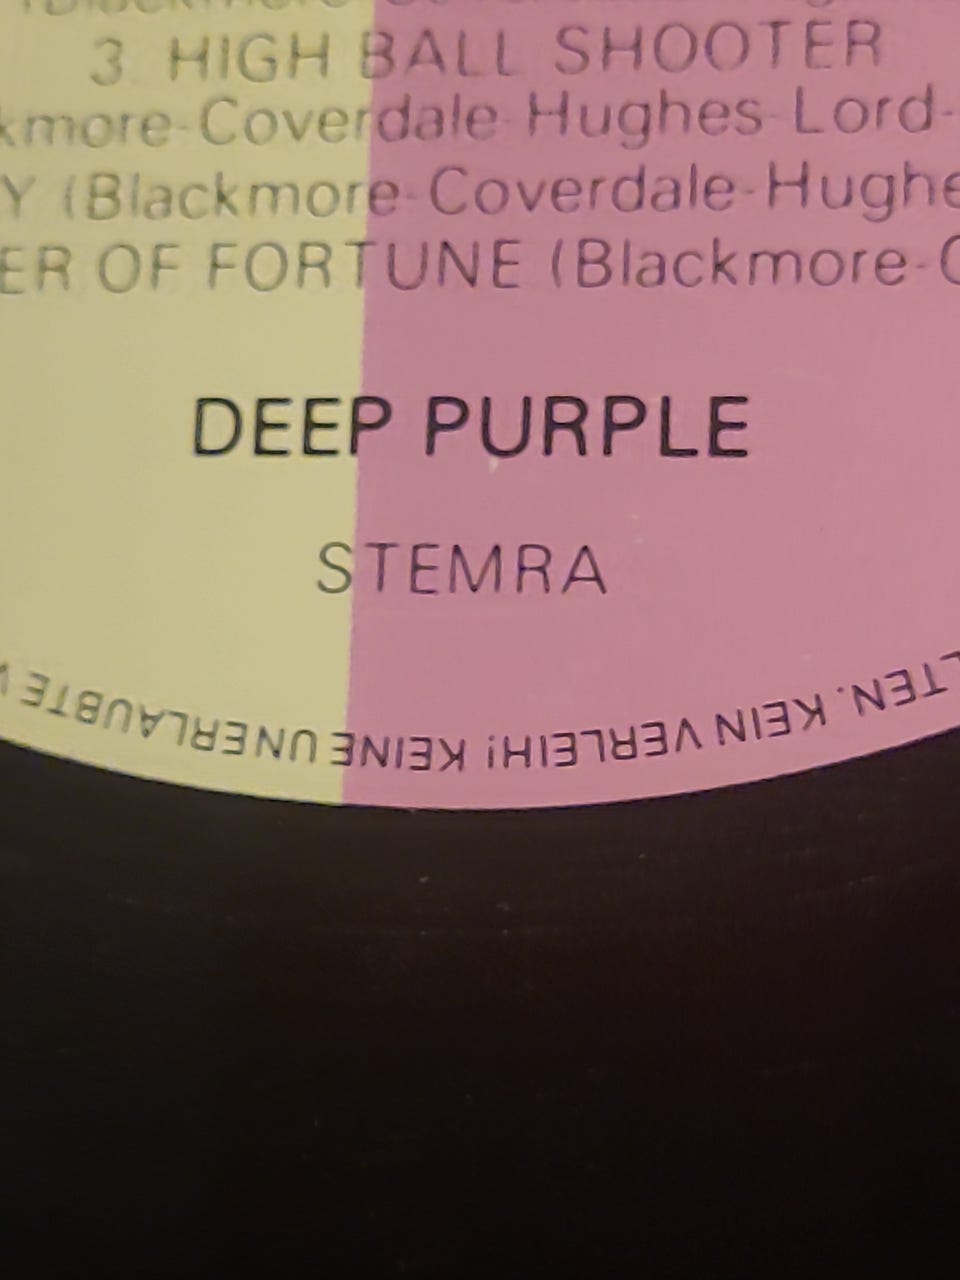 3 HIGH BALL SHOOTER
kmore-Coverdale-Hughes-Lord-
Y (Blackmore-Coverdale-Hughe
ER OF FORTUNE (Blackmore-C
DEEP PURPLE
STEMRA
LTEN. KEIN VERLEIH! KEINE UNERLAUBTE